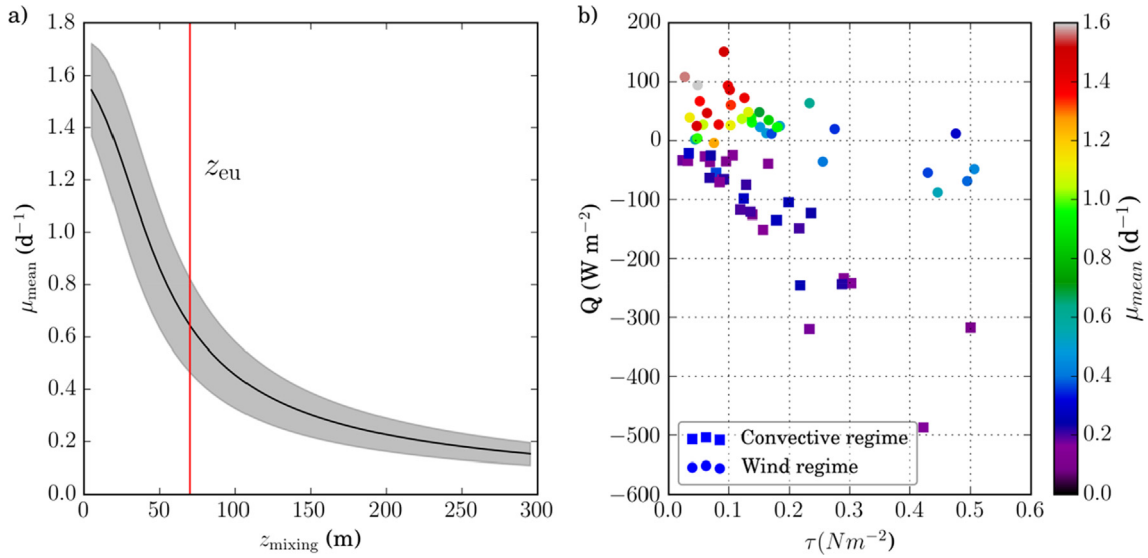 a)
1.8
1.6
1.4
1.2
1.0
0.8
0.6
0.4
0.2
0.0
μmean (d⁻¹)
zeu
0 50 100 150 200 250 300
zmixing (m)
b)
200
100
0
−100
−200
−300
−400
−500
−600
Q (W m⁻²)
Convective regime
Wind regime
0.0 0.1 0.2 0.3 0.4 0.5 0.6
τ(Nm⁻²)
1.6
1.4
1.2
1.0
0.8
0.6
0.4
0.2
0.0
μmean (d⁻¹)